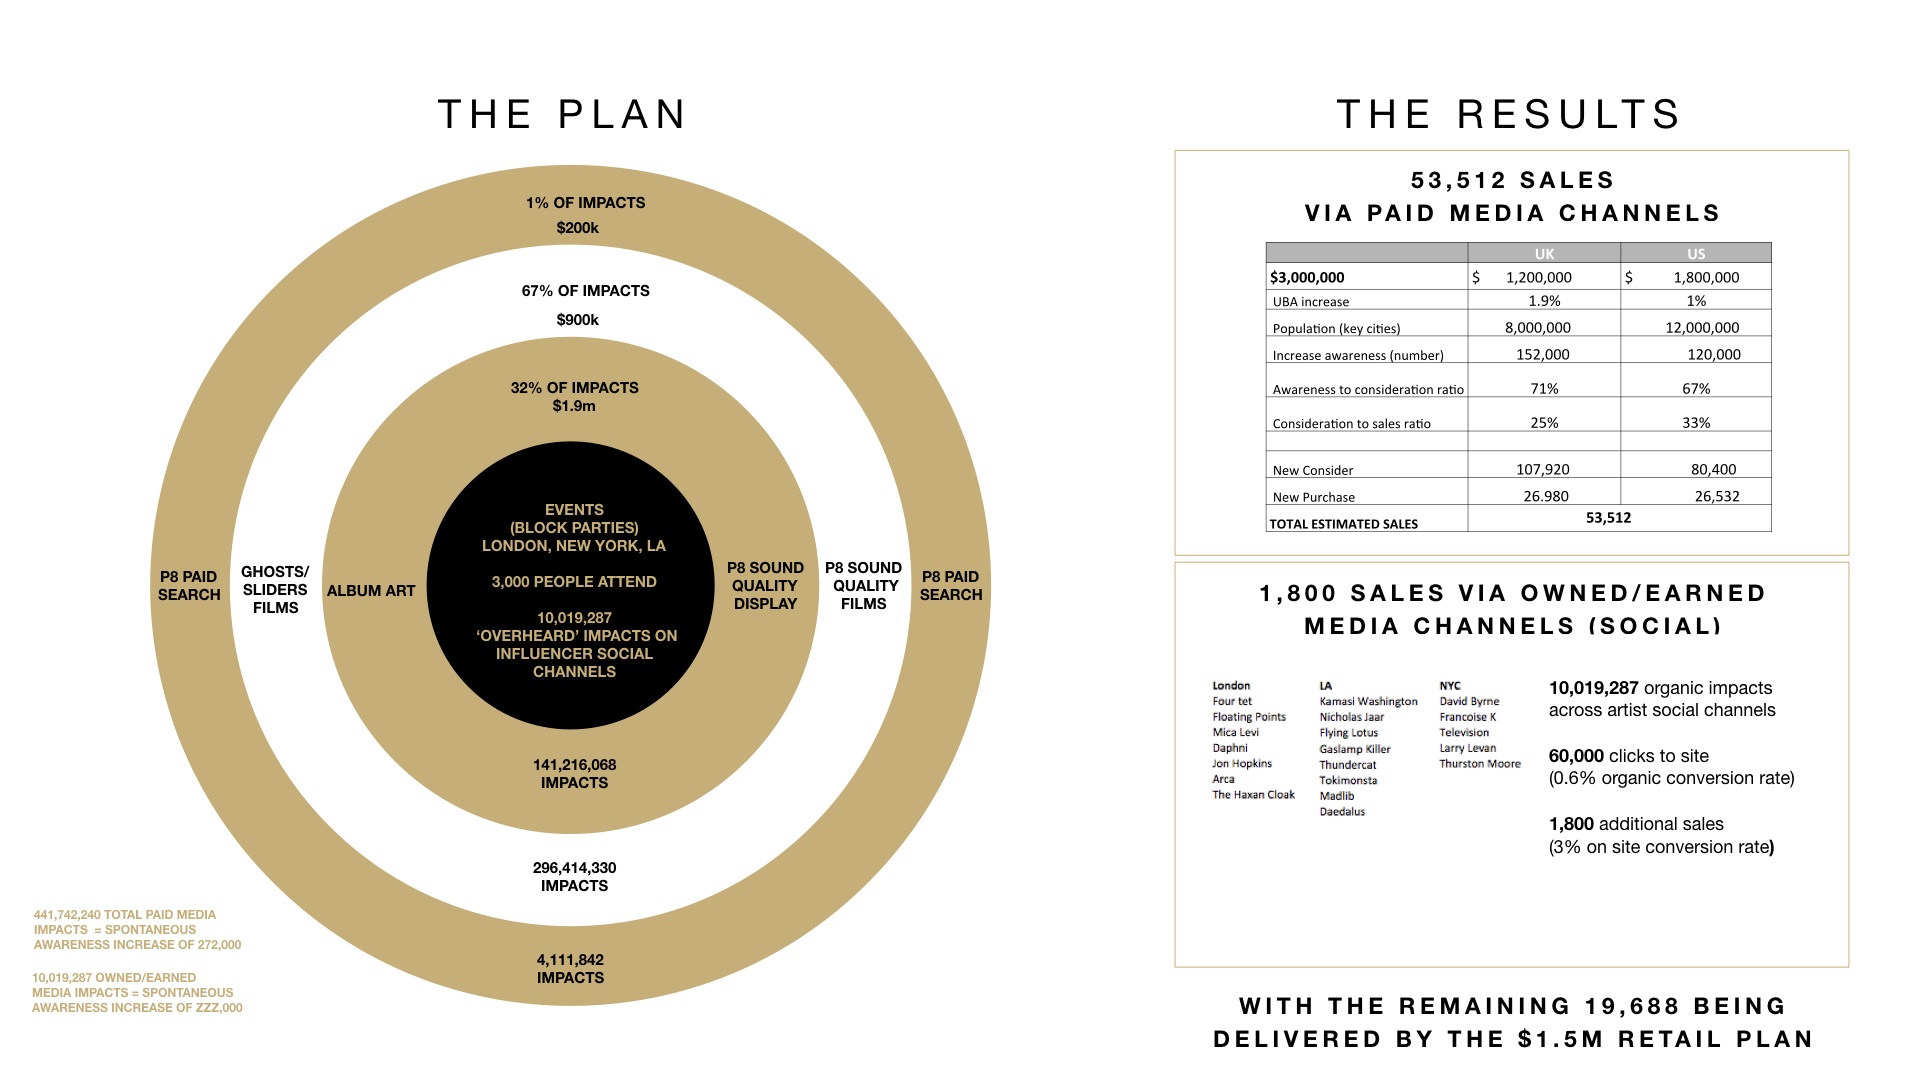 THE PLAN
1% OF IMPACTS
$200k
67% OF IMPACTS
$900k
32% OF IMPACTS
$1.9m
EVENTS
(BLOCK PARTIES)
LONDON, NEW YORK, LA
3,000 PEOPLE ATTEND
10,019,287
‘OVERHEARD’ IMPACTS ON
INFLUENCER SOCIAL
CHANNELS
P8 PAID
SEARCH
GHOSTS/
SLIDERS
FILMS
ALBUM ART
P8 SOUND
QUALITY
DISPLAY
P8 SOUND
QUALITY
FILMS
P8 PAID
SEARCH
141,216,068
IMPACTS
296,414,330
IMPACTS
4,111,842
IMPACTS
441,742,240 TOTAL PAID MEDIA
IMPACTS = SPONTANEOUS
AWARENESS INCREASE OF 272,000
10,019,287 OWNED/EARNED
MEDIA IMPACTS = SPONTANEOUS
AWARENESS INCREASE OF ZZZ,000
THE RESULTS
53,512 SALES
VIA PAID MEDIA CHANNELS
UK US
$3,000,000 $ 1,200,000 $ 1,800,000
UBA increase 1.9% 1%
Population (key cities) 8,000,000 12,000,000
Increase awareness (number) 152,000 120,000
Awareness to consideration ratio 71% 67%
Consideration to sales ratio 25% 33%
New Consider 107,920 80,400
New Purchase 26.980 26,532
TOTAL ESTIMATED SALES 53,512
1,800 SALES VIA OWNED/EARNED
MEDIA CHANNELS (SOCIAL)
London
Four tet
Floating Points
Mica Levi
Daphni
Jon Hopkins
Arca
The Haxan Cloak
LA
Kamasi Washington
Nicholas Jaar
Flying Lotus
Gaslamp Killer
Thundercat
Tokimonsta
Madlib
Daedalus
NYC
David Byrne
Francoise K
Television
Larry Levan
Thurston Moore
10,019,287 organic impacts
across artist social channels
60,000 clicks to site
(0.6% organic conversion rate)
1,800 additional sales
(3% on site conversion rate)
WITH THE REMAINING 19,688 BEING
DELIVERED BY THE $1.5M RETAIL PLAN